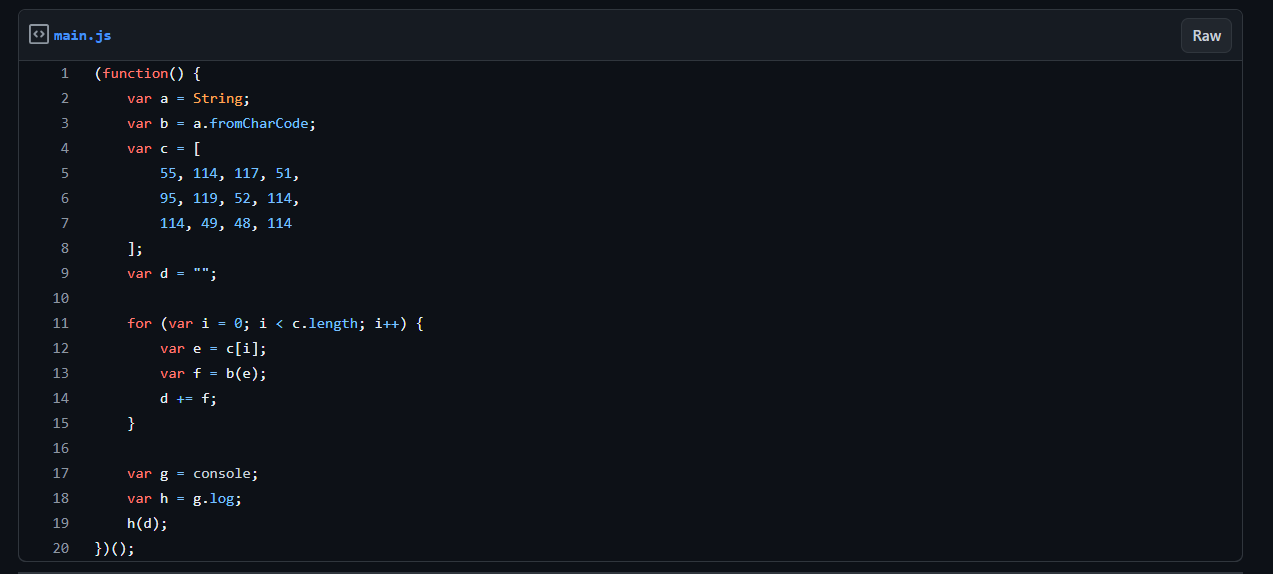 main.js
Raw
1 (function() {
2     var a = String;
3     var b = a.fromCharCode;
4     var c = [
5         55, 114, 117, 51,
6         95, 119, 52, 114,
7         114, 49, 48, 114
8     ];
9     var d = "";
10
11     for (var i = 0; i < c.length; i++) {
12         var e = c[i];
13         var f = b(e);
14         d += f;
15     }
16
17     var g = console;
18     var h = g.log;
19     h(d);
20 })();